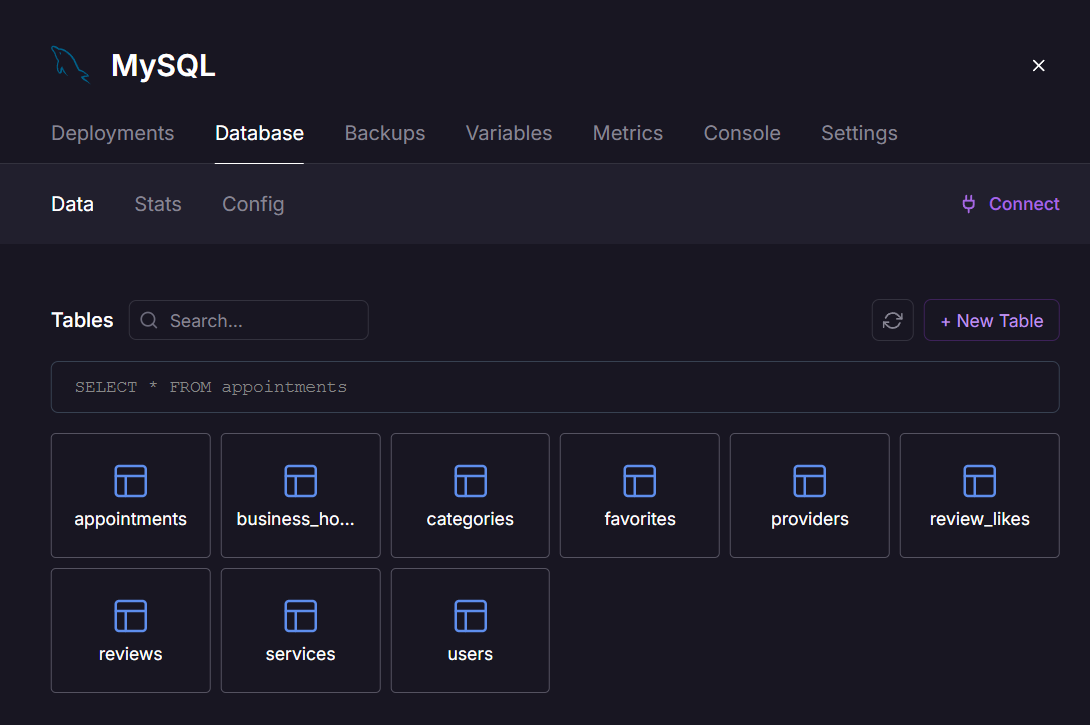 MySQL
Deployments Database Backups Variables Metrics Console Settings
Data Stats Config Connect
Tables Search... + New Table
SELECT * FROM appointments
appointments business_ho... categories favorites providers review_likes
reviews services users